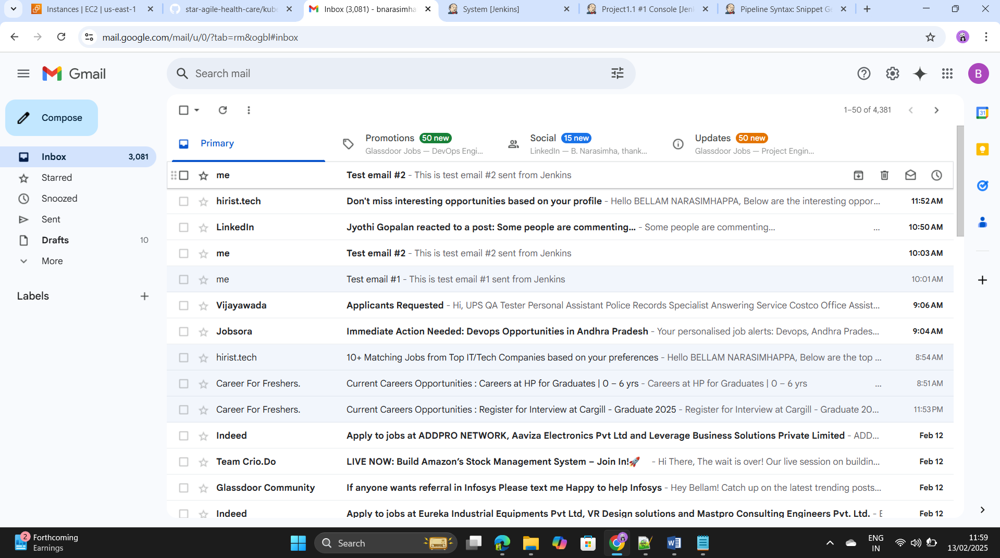 Instances | EC2 | us-east-1
star-agile-health-care/kube
Inbox (3,081) - bnarasimha
System [Jenkins]
Project1.1 #1 Console [Jen
Pipeline Syntax: Snippet Ge
mail.google.com/mail/u/0/?tab=rm&ogbl#inbox
Gmail
Search mail
B
Compose
1–50 of 4,381
Primary
Promotions 50 new
Glassdoor Jobs — DevOps Engi...
Social 15 new
LinkedIn — B. Narasimha, thank...
Updates 50 new
Glassdoor Jobs — Project Engin...
31
Inbox 3,081
Starred
Snoozed
Sent
Drafts 10
More
Labels
me Test email #2 - This is test email #2 sent from Jenkins
hirist.tech Don't miss interesting opportunities based on your profile - Hello BELLAM NARASIMHAPPA, Below are the interesting oppor... 11:52 AM
LinkedIn Jyothi Gopalan reacted to a post: Some people are commenting... - Some people are commenting... ... 10:50 AM
me Test email #2 - This is test email #2 sent from Jenkins 10:03 AM
me Test email #1 - This is test email #1 sent from Jenkins 10:01 AM
Vijayawada Applicants Requested - Hi, UPS QA Tester Personal Assistant Police Records Specialist Answering Service Costco Office Assist... 9:06 AM
Jobsora Immediate Action Needed: Devops Opportunities in Andhra Pradesh - Your personalised job alerts: Devops, Andhra Prades... 9:04 AM
hirist.tech 10+ Matching Jobs from Top IT/Tech Companies based on your preferences - Hello BELLAM NARASIMHAPPA, Below are the top ... 8:54 AM
Career For Freshers. Current Careers Opportunities : Careers at HP for Graduates | 0 – 6 yrs - Careers at HP for Graduates | 0 – 6 yrs ... 8:51 AM
Career For Freshers. Current Careers Opportunities : Register for Interview at Cargill - Graduate 2025 - Register for Interview at Cargill - Graduate 20... 11:53 PM
Indeed Apply to jobs at ADDPRO NETWORK, Aaviza Electronics Pvt Ltd and Leverage Business Solutions Private Limited - ADD... Feb 12
Team Crio.Do LIVE NOW: Build Amazon’s Stock Management System – Join In!🚀 - Hi There, The wait is over! Our live session on buildin... Feb 12
Glassdoor Community If anyone wants referral in Infosys Please text me Happy to help Infosys - Hey Bellam! Catch up on the latest trending posts... Feb 12
Indeed Apply to jobs at Eureka Industrial Equipments Pvt Ltd, VR Design solutions and Mastpro Consulting Engineers Pvt. Ltd. - E Feb 12
2
Forthcoming
Earnings
Search
ENG
IN
11:59
13/02/2025